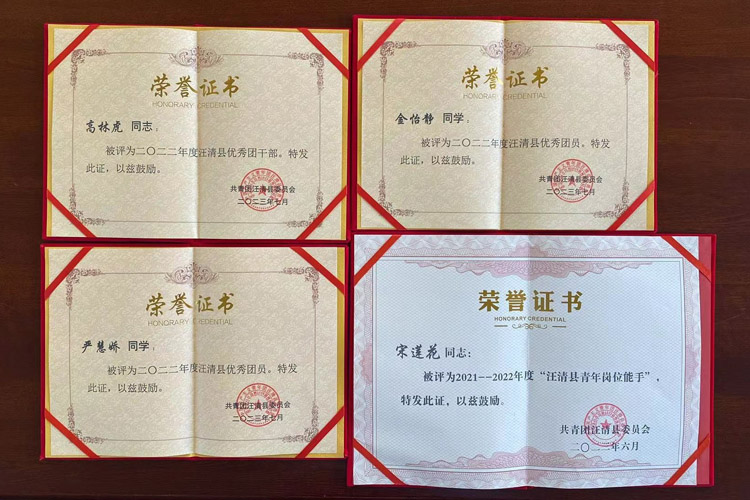 荣誉证书
HONORARY CREDENTIAL
高林虎 同志：
被评为二〇二二年度汪清县优秀团干部。特发
此证，以兹鼓励。
共青团汪清县委员会
二〇二三年七月
荣誉证书
HONORARY CREDENTIAL
金怡静 同学：
被评为二〇二二年度汪清县优秀团员。特发
此证，以兹鼓励。
共青团汪清县委员会
二〇二三年七月
荣誉证书
HONORARY CREDENTIAL
严慧娇 同学：
被评为二〇二二年度汪清县优秀团员。特发
此证，以兹鼓励。
共青团汪清县委员会
二〇二三年七月
荣誉证书
HONORARY CREDENTIAL
宋莲花 同志：
被评为2021--2022年度“汪清县青年岗位能手”，
特发此证，以兹鼓励。
共青团汪清县委员会
二〇二三年六月